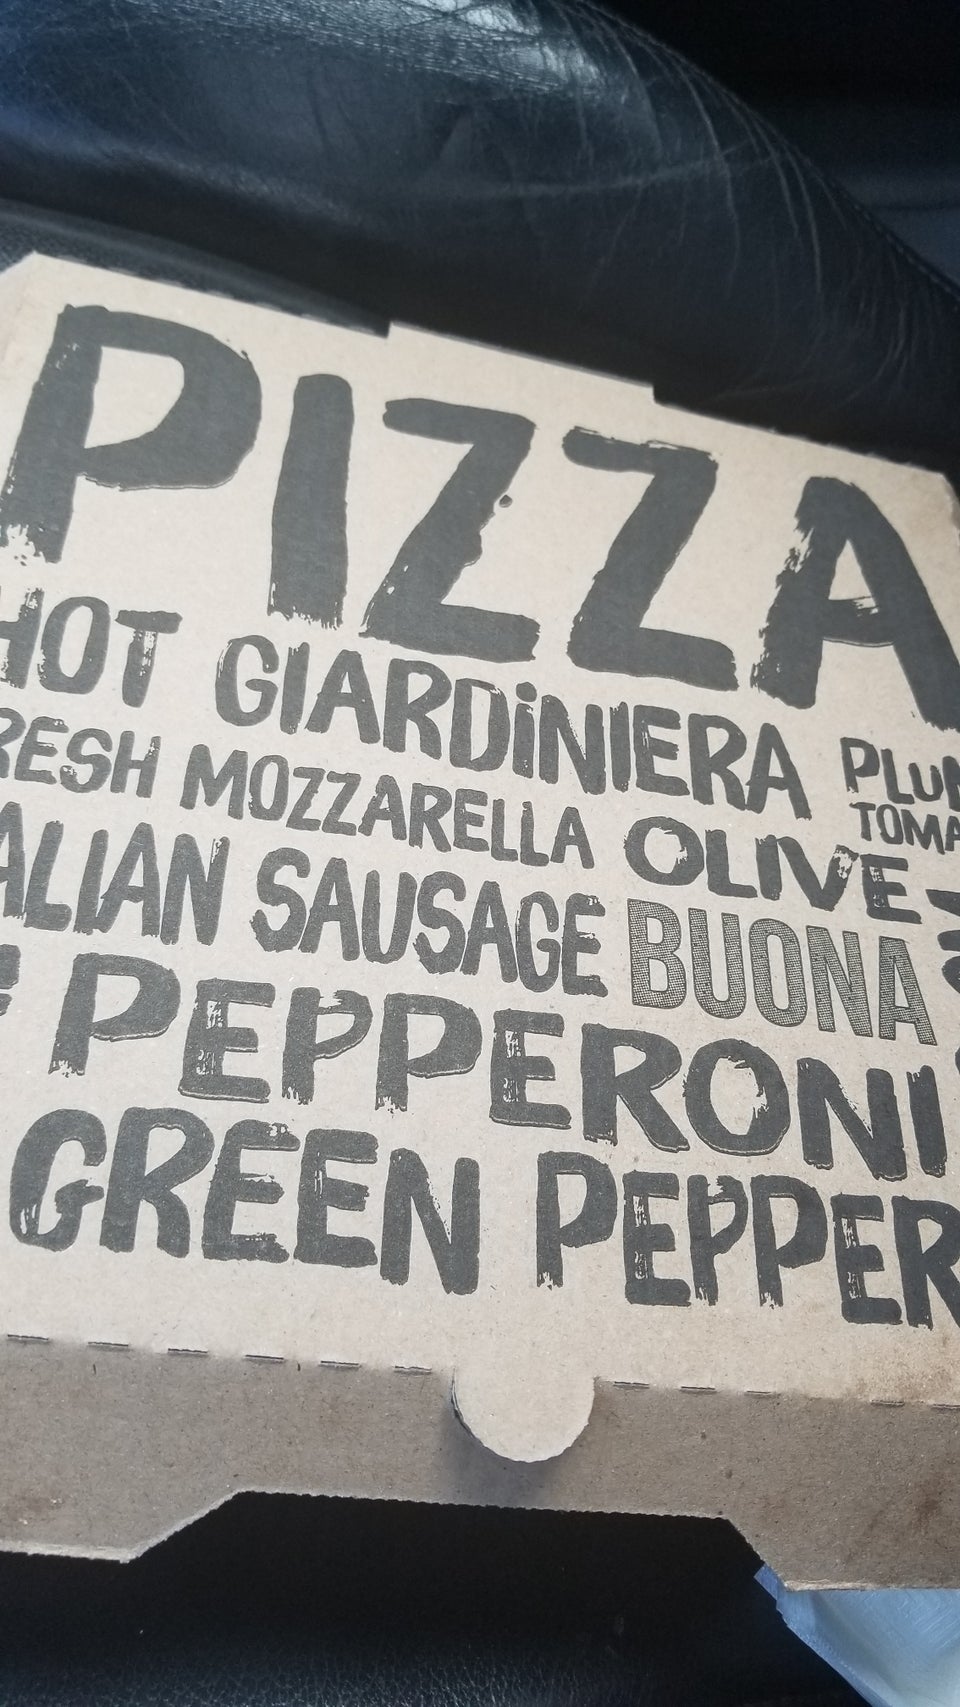 PIZZA
HOT GIARDINIERA PLUM
TOMA
RESH MOZZARELLA OLIVE
ALIAN SAUSAGE BUONA
PEPPERONI
GREEN PEPPER